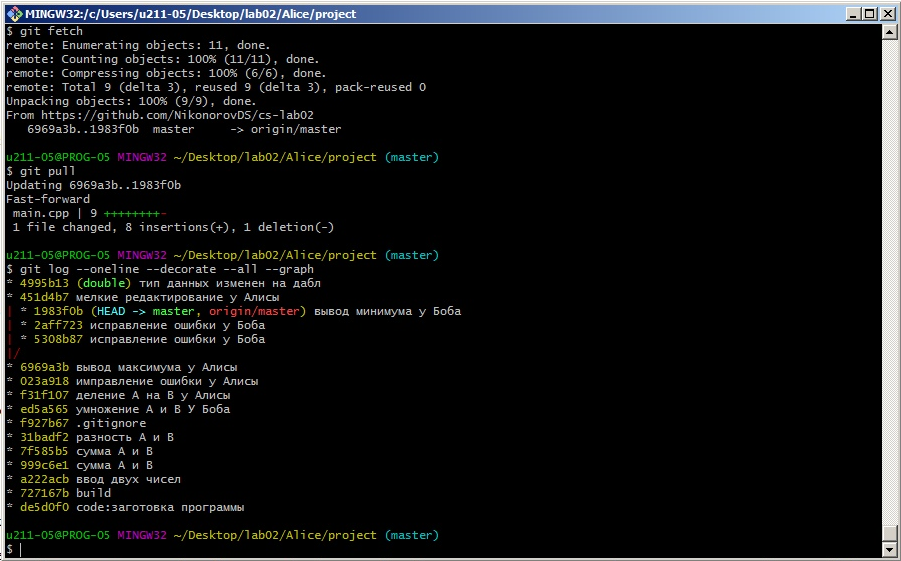 MINGW32:/c/Users/u211-05/Desktop/lab02/Alice/project
$ git fetch
remote: Enumerating objects: 11, done.
remote: Counting objects: 100% (11/11), done.
remote: Compressing objects: 100% (6/6), done.
remote: Total 9 (delta 3), reused 9 (delta 3), pack-reused 0
Unpacking objects: 100% (9/9), done.
From https://github.com/NikonorovDS/cs-lab02
   6969a3b..1983f0b  master     -> origin/master
u211-05@PROG-05 MINGW32 ~/Desktop/lab02/Alice/project (master)
$ git pull
Updating 6969a3b..1983f0b
Fast-forward
 main.cpp | 9 ++++++++-
 1 file changed, 8 insertions(+), 1 deletion(-)
u211-05@PROG-05 MINGW32 ~/Desktop/lab02/Alice/project (master)
$ git log --oneline --decorate --all --graph
* 4995b13 (double) тип данных изменен на дабл
* 451d4b7 мелкие редактирование у Алисы
| * 1983f0b (HEAD -> master, origin/master) вывод минимума у Боба
| * 2aff723 исправление ошибки у Боба
| * 5308b87 исправление ошибки у Боба
|/
* 6969a3b вывод максимума у Алисы
* 023a918 имправление ошибки у Алисы
* f31f107 деление А на В у Алисы
* ed5a565 умножение А и В У Боба
* f927b67 .gitignore
* 31badf2 разность А и В
* 7f585b5 сумма А и В
* 999c6e1 сумма А и В
* a222acb ввод двух чисел
* 727167b build
* de5d0f0 code:заготовка программы
u211-05@PROG-05 MINGW32 ~/Desktop/lab02/Alice/project (master)
$